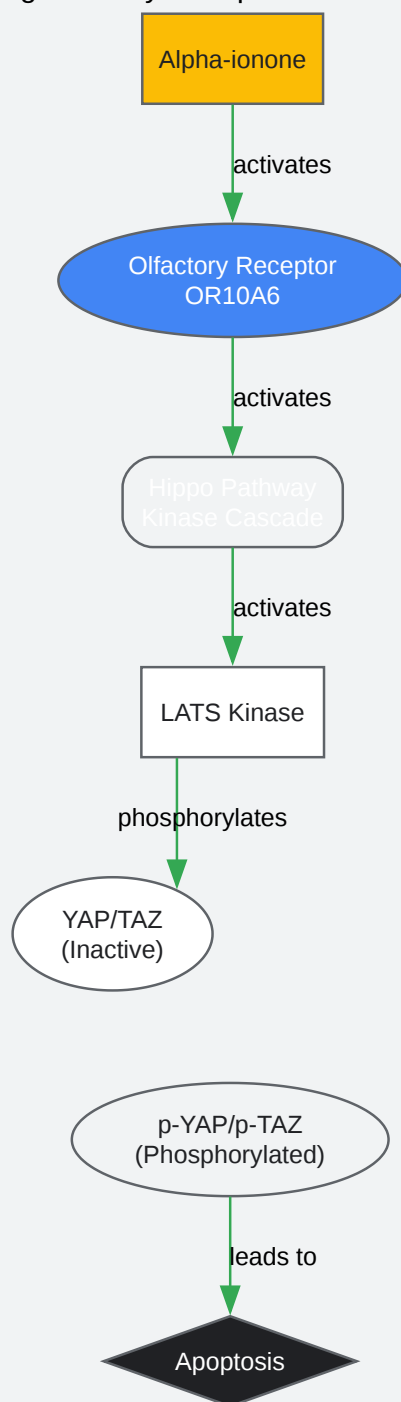 Alpha-ionone
activates
Olfactory Receptor
OR10A6
activates
Hippo Pathway
Kinase Cascade
activates
LATS Kinase
phosphorylates
YAP/TAZ
(Inactive)
p-YAP/p-TAZ
(Phosphorylated)
leads to
Apoptosis